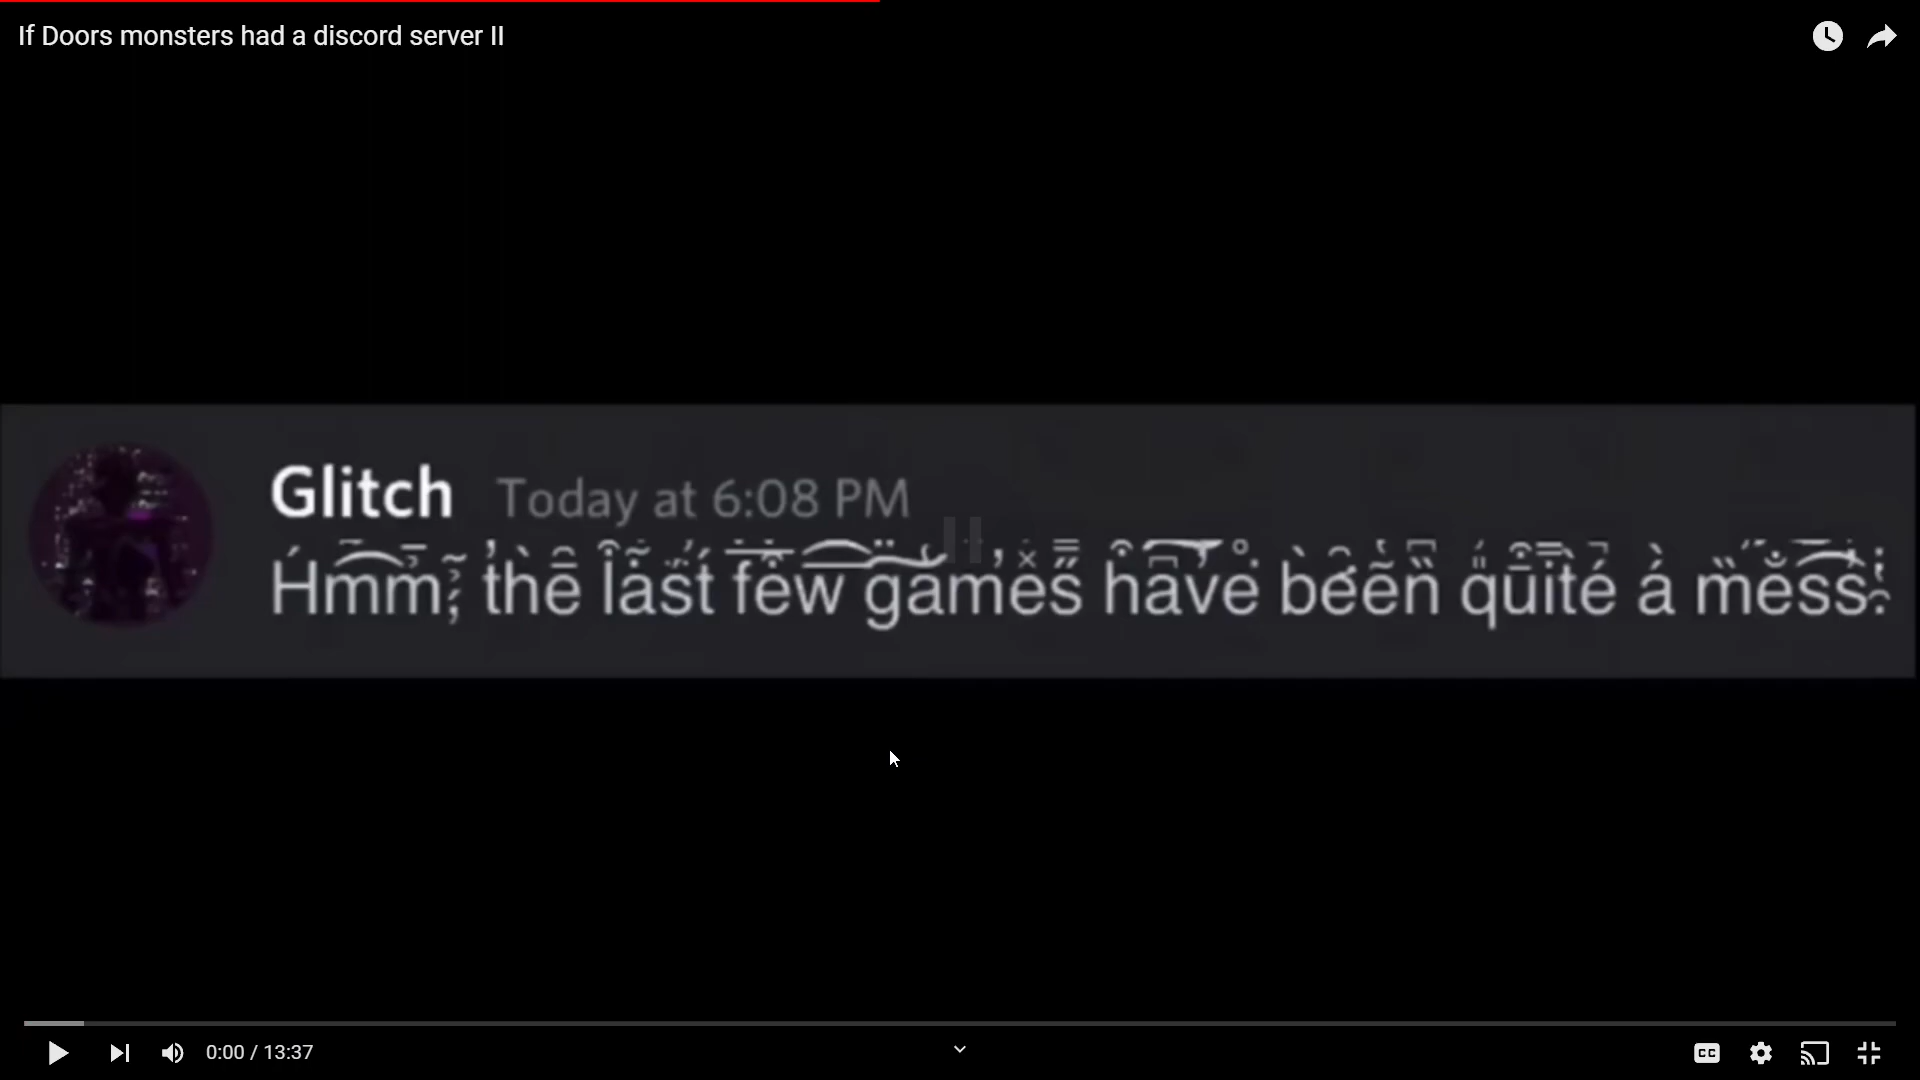 If Doors monsters had a discord server II
Glitch Today at 6:08 PM
Hmm, the last few games have been quite a mess.
0:00 / 13:37
CC